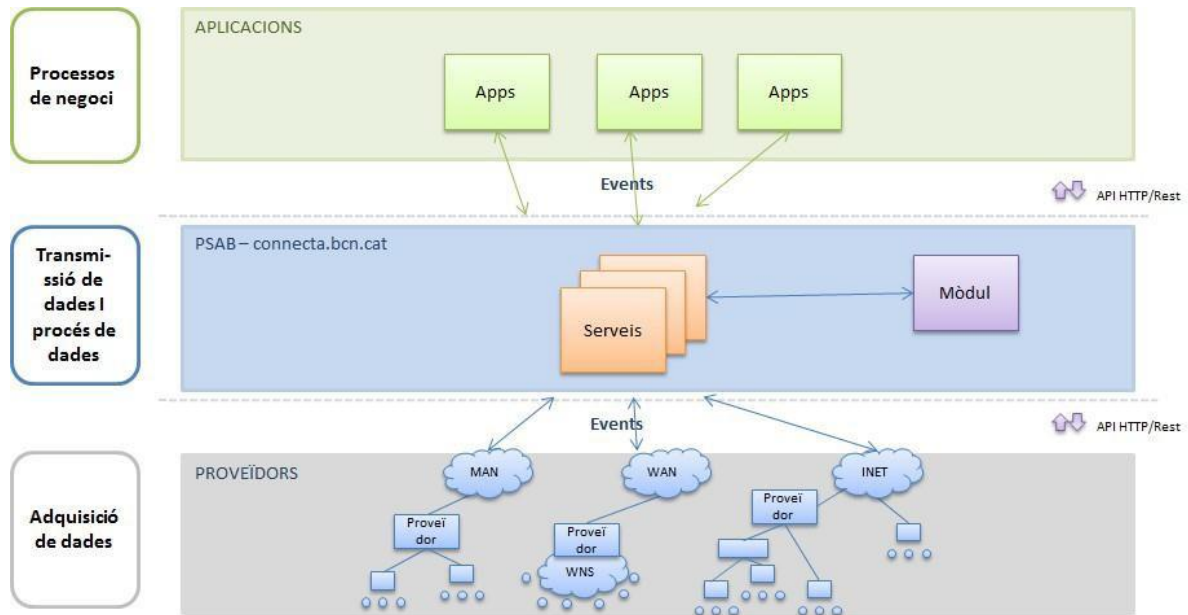 Processos
de negoci
APLICACIONS
Apps
Apps
Apps
Events
API HTTP/Rest
Transmi-
ssió de
dades I
procés de
dades
PSAB – connecta.bcn.cat
Serveis
Mòdul
Events
API HTTP/Rest
Adquisició
de dades
PROVEÏDORS
MAN
WAN
INET
Proveï
dor
Proveï
dor
WNS
Proveï
dor